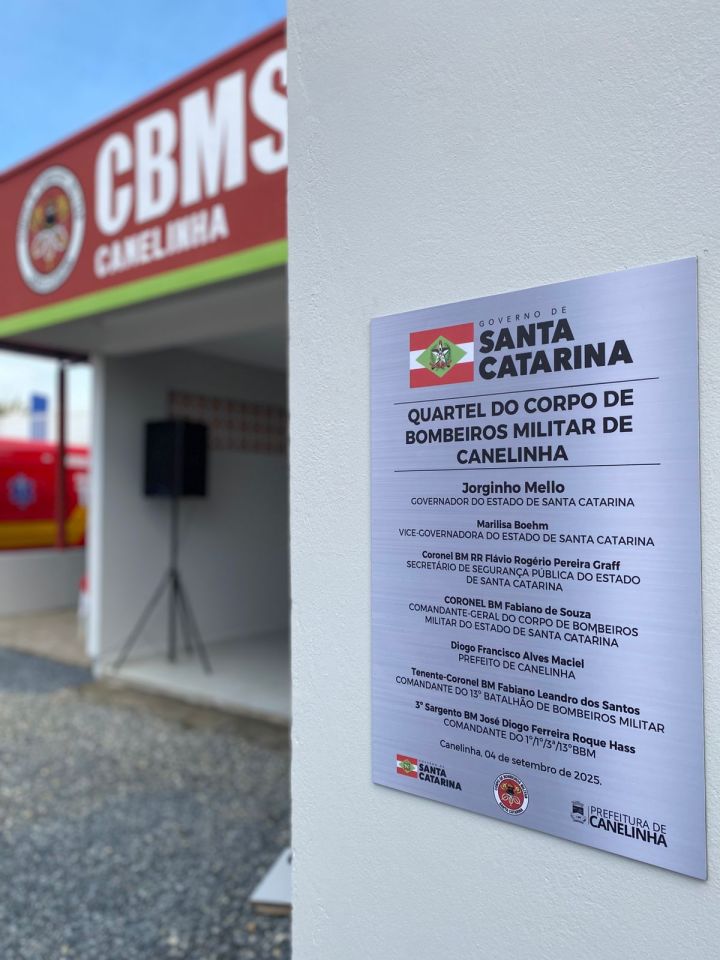 CBMS
CANELINHA
GOVERNO DE
SANTA
CATARINA
QUARTEL DO CORPO DE
BOMBEIROS MILITAR DE
CANELINHA
Jorginho Mello
GOVERNADOR DO ESTADO DE SANTA CATARINA
Marilisa Boehm
VICE-GOVERNADORA DO ESTADO DE SANTA CATARINA
Coronel BM RR Flávio Rogério Pereira Graff
SECRETÁRIO DE SEGURANÇA PÚBLICA DO ESTADO
DE SANTA CATARINA
CORONEL BM Fabiano de Souza
COMANDANTE-GERAL DO CORPO DE BOMBEIROS
MILITAR DO ESTADO DE SANTA CATARINA
Diogo Francisco Alves Maciel
PREFEITO DE CANELINHA
Tenente-Coronel BM Fabiano Leandro dos Santos
COMANDANTE DO 13º BATALHÃO DE BOMBEIROS MILITAR
3º Sargento BM José Diogo Ferreira Roque Hass
COMANDANTE DO 1º/1º/3ª/13ºBBM
Canelinha, 04 de setembro de 2025.
GOVERNO DE
SANTA
CATARINA
PREFEITURA DE
CANELINHA